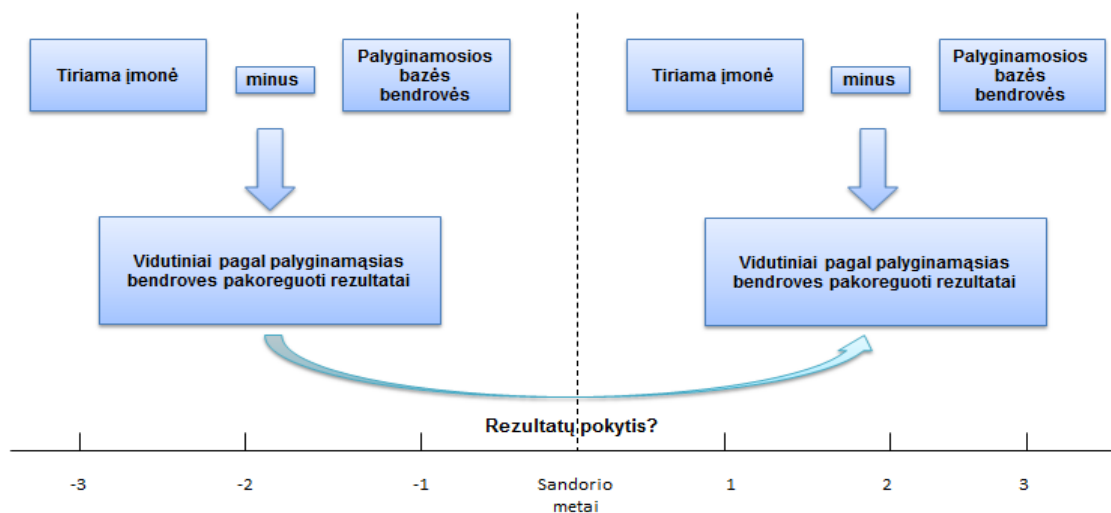 Tiriama įmonė
minus
Palyginamosios
bazės
bendrovės
Vidutiniai pagal palyginamąsias
bendroves pakoreguoti rezultatai
Tiriama įmonė
minus
Palyginamosios
bazės
bendrovės
Vidutiniai pagal palyginamąsias
bendroves pakoreguoti rezultatai
Rezultatų pokytis?
-3 -2 -1 Sandorio 1 2 3
metai